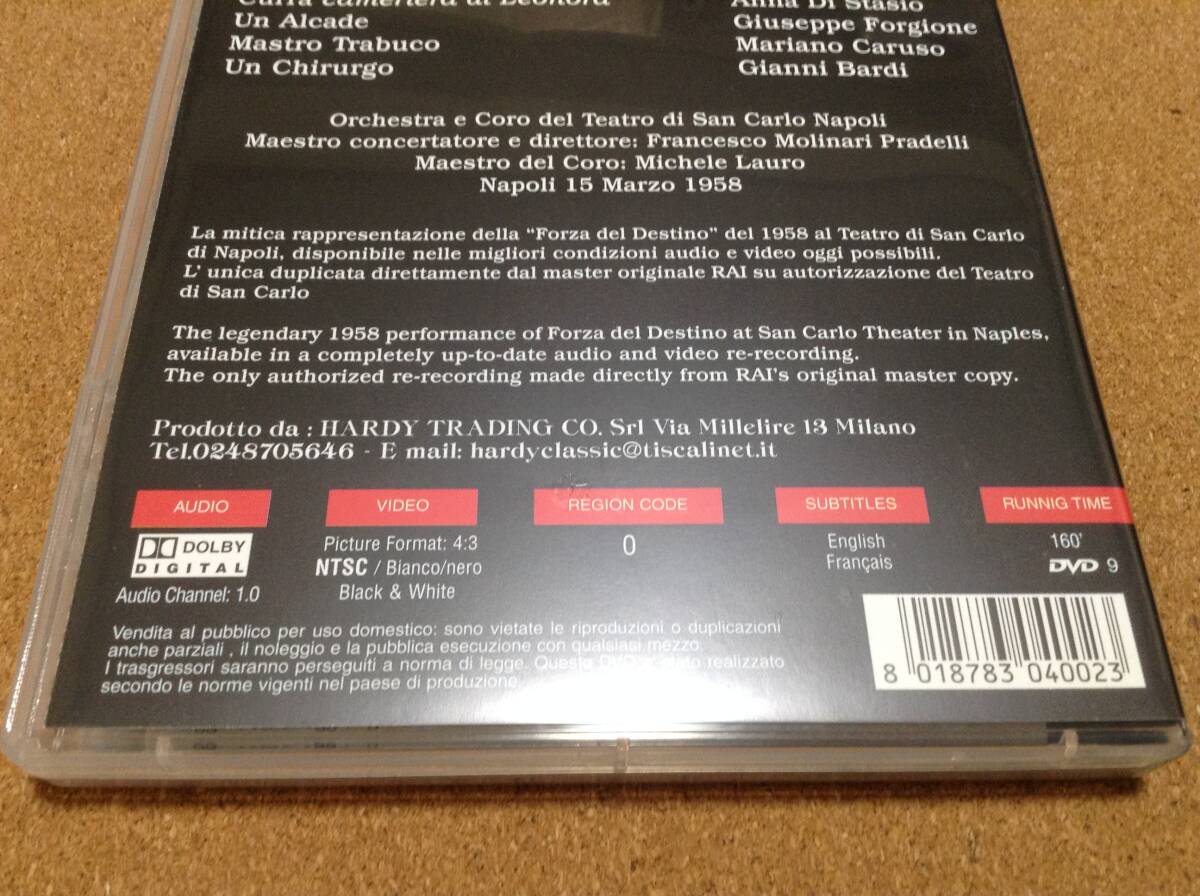 Curra cameriera di Leonora Anna Di Stasio
Un Alcade Giuseppe Forgione
Mastro Trabuco Mariano Caruso
Un Chirurgo Gianni Bardi
Orchestra e Coro del Teatro di San Carlo Napoli
Maestro concertatore e direttore: Francesco Molinari Pradelli
Maestro del Coro: Michele Lauro
Napoli 15 Marzo 1958
La mitica rappresentazione della "Forza del Destino" del 1958 al Teatro di San Carlo
di Napoli, disponibile nelle migliori condizioni audio e video oggi possibili.
L' unica duplicata direttamente dal master originale RAI su autorizzazione del Teatro
di San Carlo
The legendary 1958 performance of Forza del Destino at San Carlo Theater in Naples,
available in a completely up-to-date audio and video re-recording.
The only authorized re-recording made directly from RAI's original master copy.
Prodotto da : HARDY TRADING CO. Srl Via Millelire 13 Milano
Tel.0248705646 - E mail: hardyclassic@tiscalinet.it
AUDIO VIDEO REGION CODE SUBTITLES RUNNIG TIME
DOLBY
DIGITAL
Audio Channel: 1.0
Picture Format: 4:3
NTSC / Bianco/nero
Black & White
0
English
Français
160'
DVD 9
Vendita al pubblico per uso domestico: sono vietate le riproduzioni o duplicazioni
anche parziali , il noleggio e la pubblica esecuzione con qualsiasi mezzo.
I trasgressori saranno perseguiti a norma di legge. Questo DVD realizzato
secondo le norme vigenti nel paese di produzione.
8 018783 040023